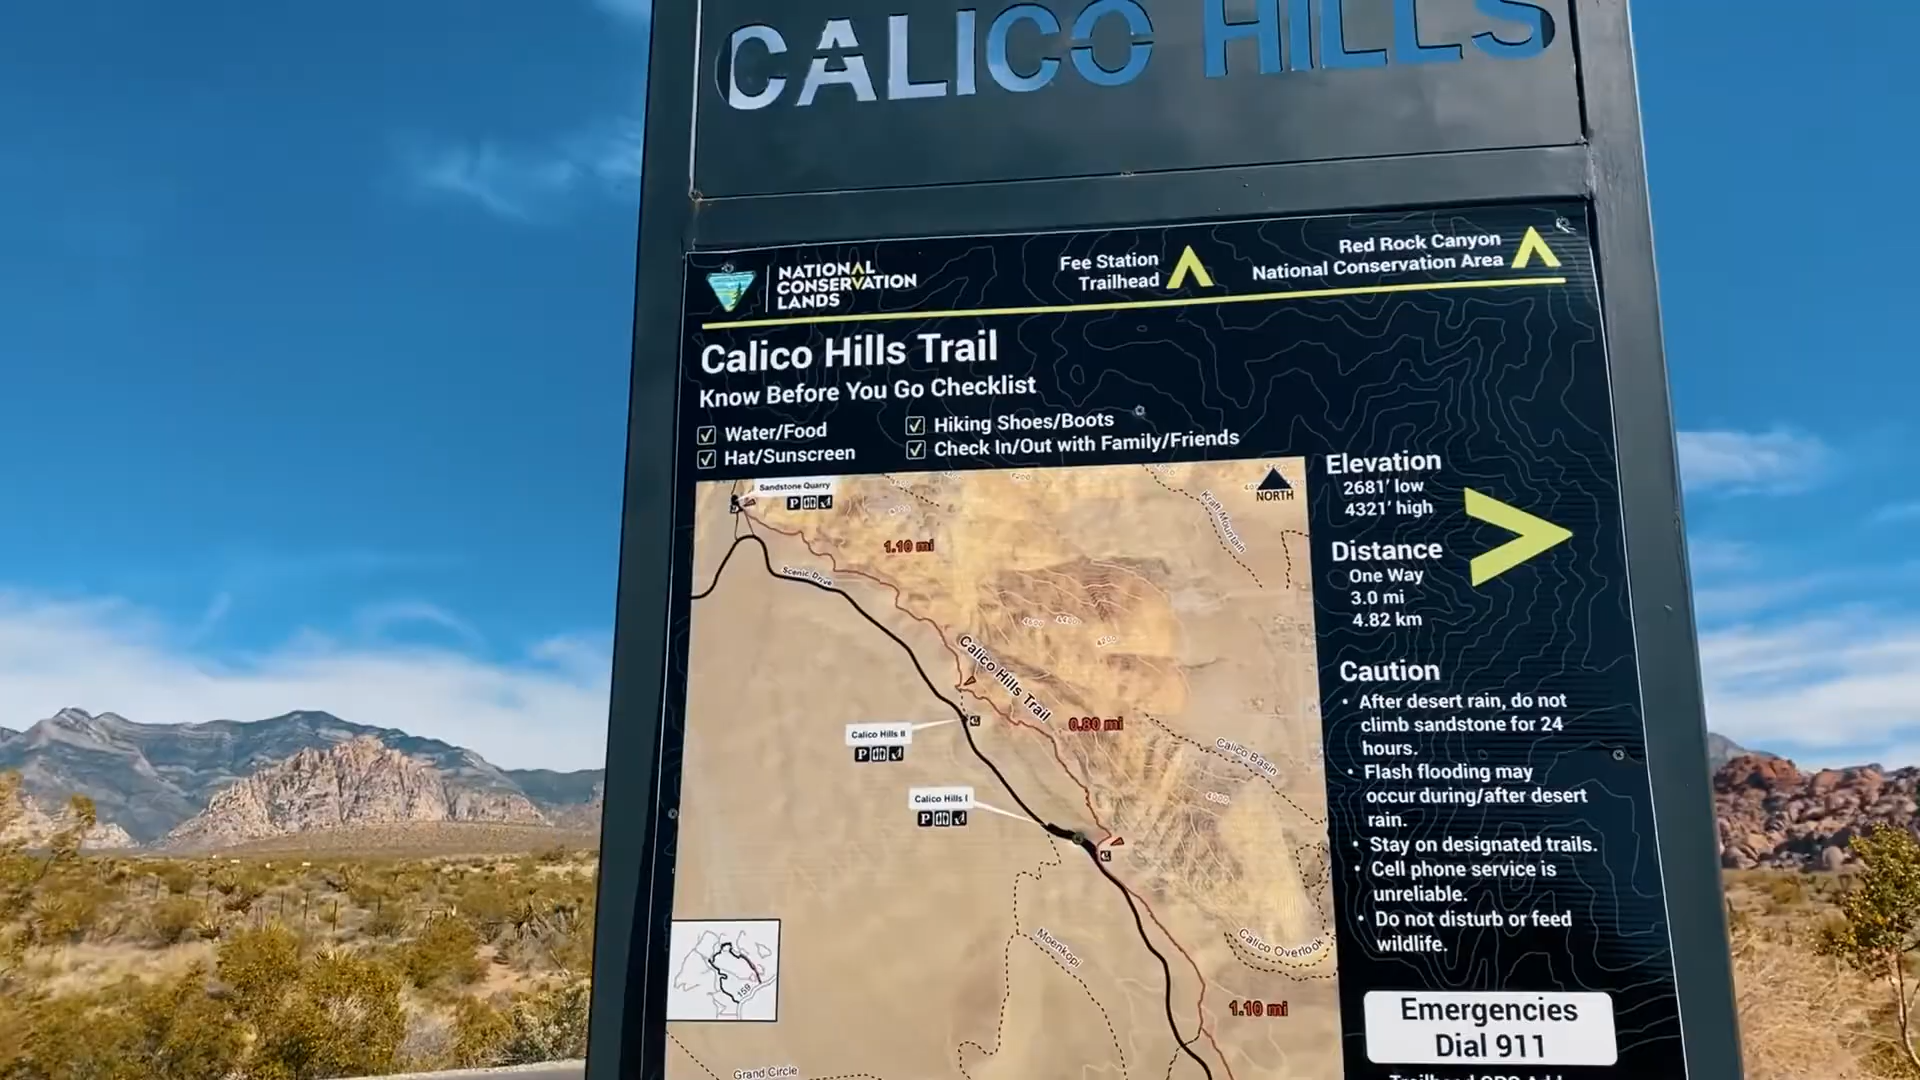 CALICO HILLS
NATIONAL
CONSERVATION
LANDS
Fee Station
Trailhead
Red Rock Canyon
National Conservation Area
Calico Hills Trail
Know Before You Go Checklist
Water/Food
Hat/Sunscreen
Hiking Shoes/Boots
Check In/Out with Family/Friends
Sandstone Quarry
P
NORTH
Kraft Mountain
1.10 mi
Scenic Drive
4600
4400
4200
Calico Hills Trail
0.80 mi
Calico Hills II
P
Calico Basin
4000
Calico Hills I
P
Moenkopi
Calico Overlook
159
1.10 mi
Grand Circle
Elevation
2681' low
4321' high
Distance
One Way
3.0 mi
4.82 km
Caution
• After desert rain, do not
climb sandstone for 24
hours.
• Flash flooding may
occur during/after desert
rain.
• Stay on designated trails.
• Cell phone service is
unreliable.
• Do not disturb or feed
wildlife.
Emergencies
Dial 911